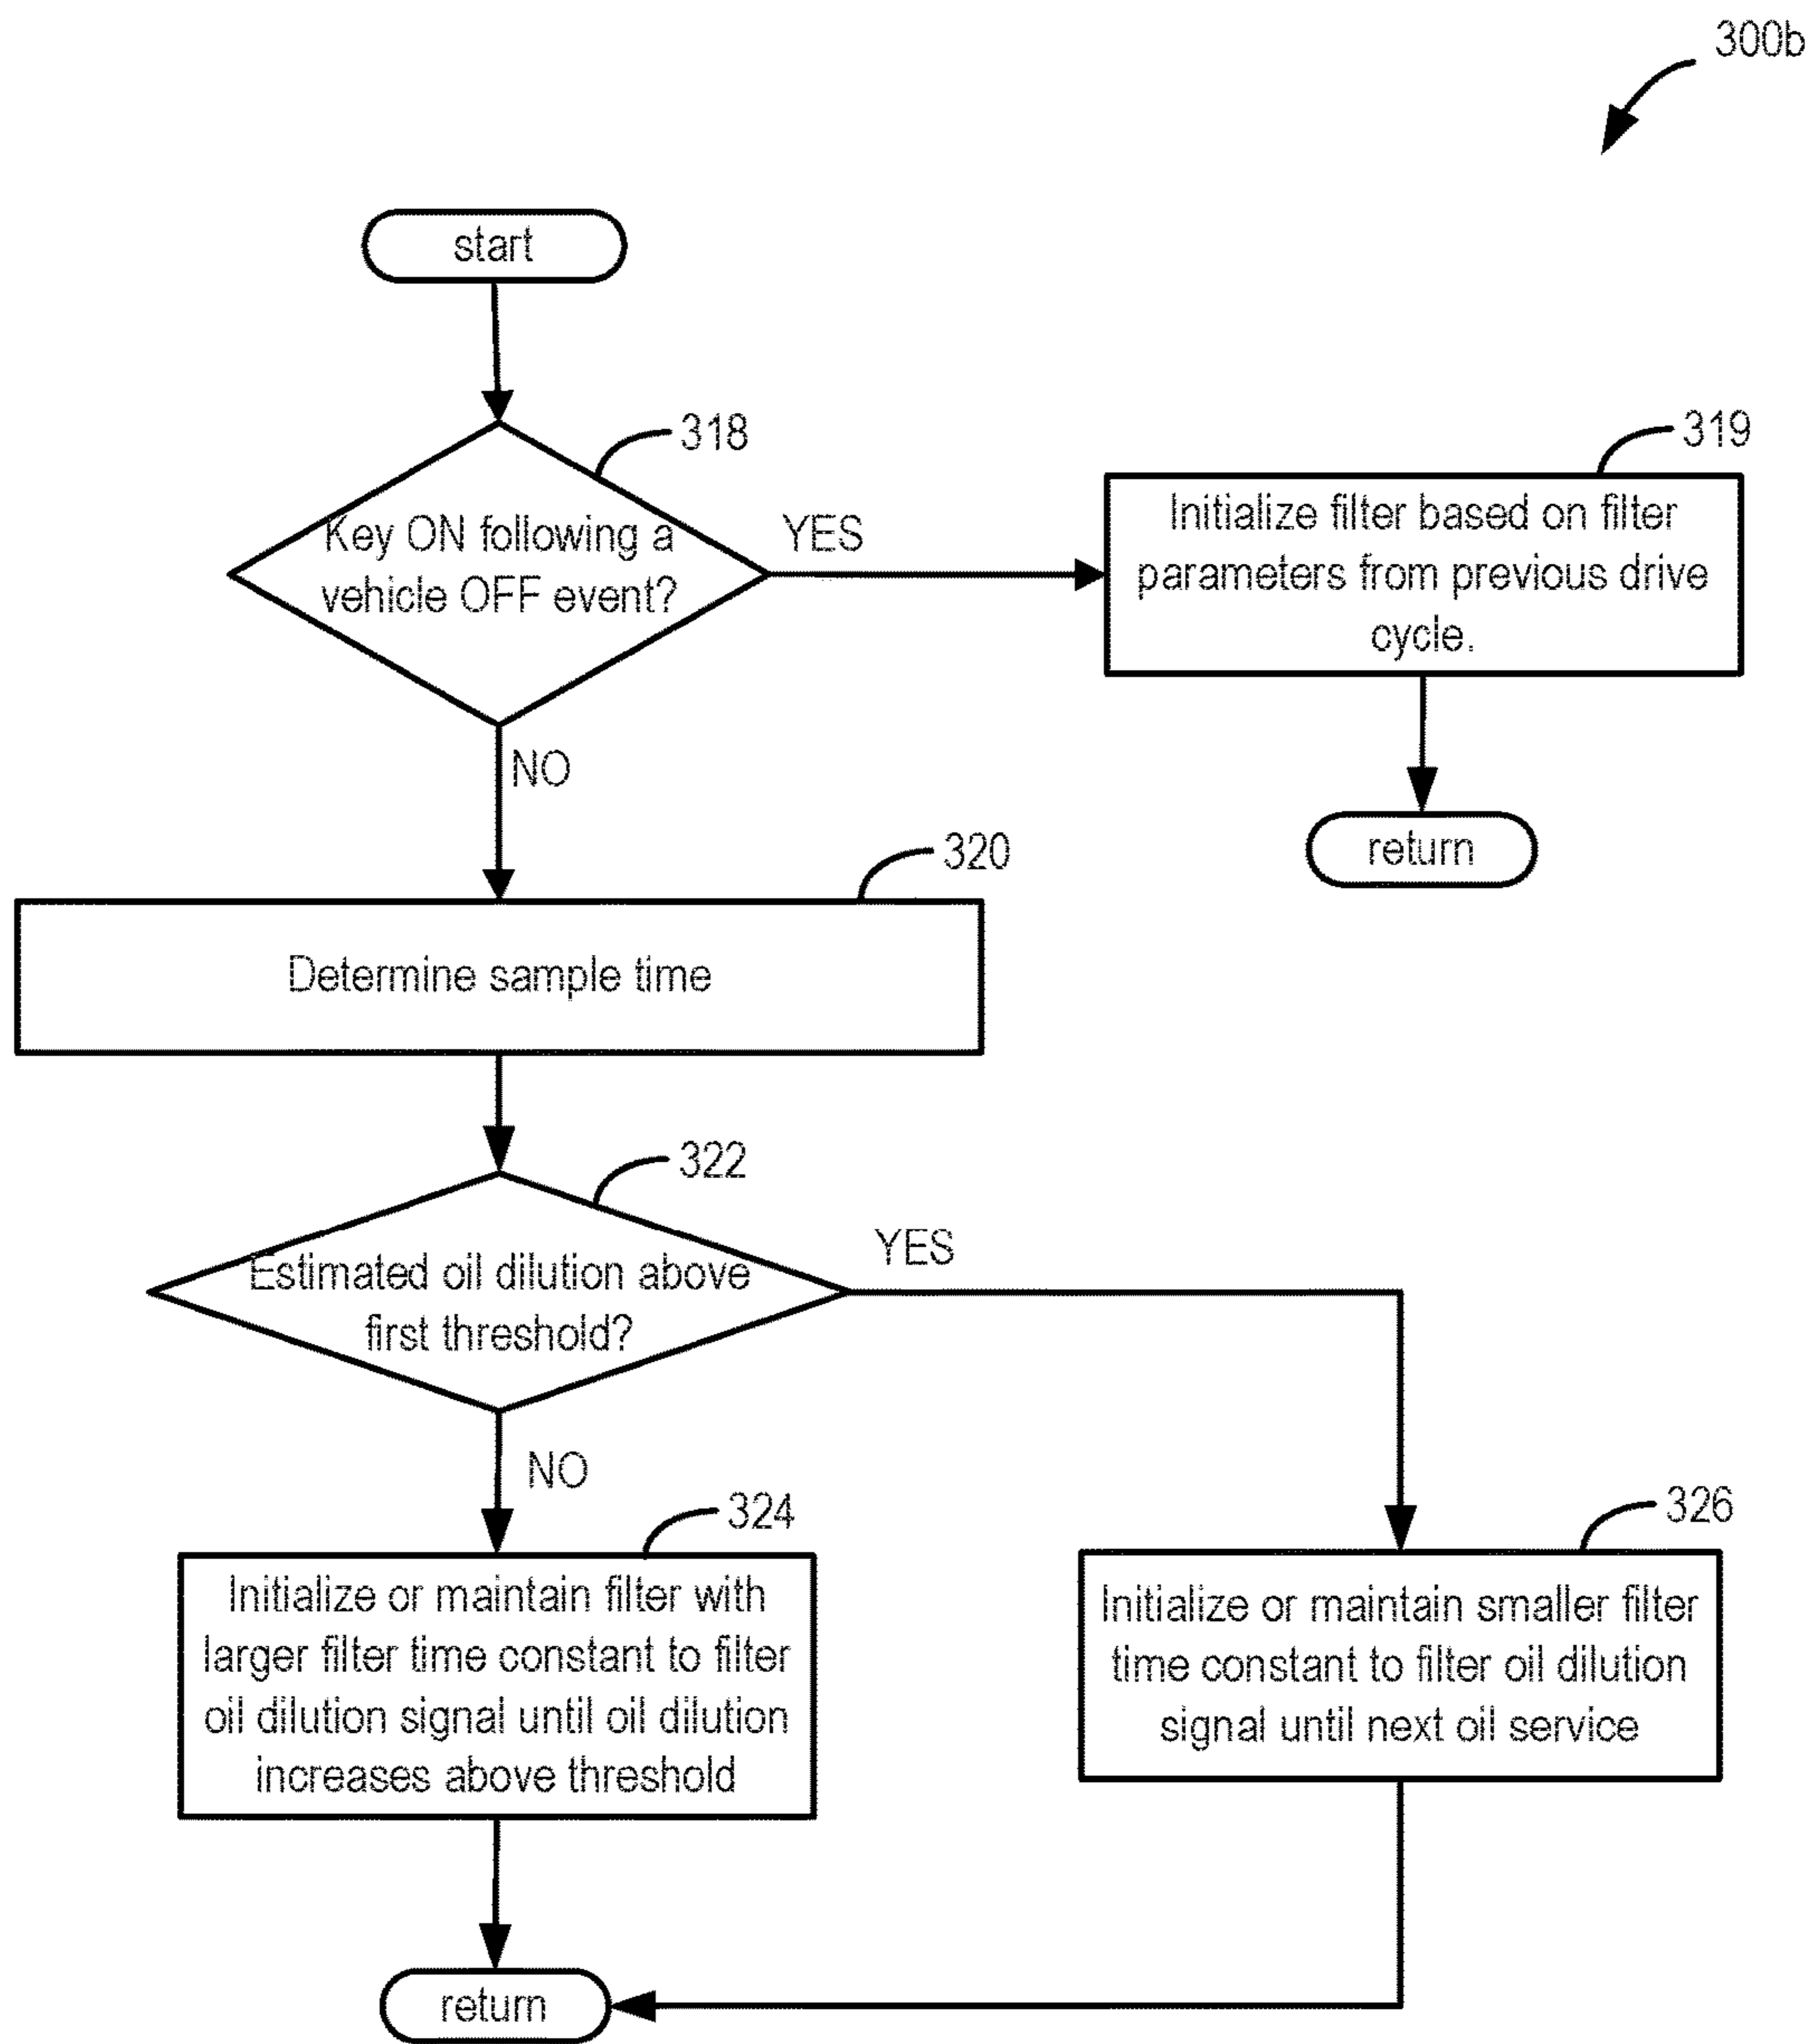 300b
start
318
Key ON following a
vehicle OFF event?
YES
319
Initialize filter based on filter
parameters from previous drive
cycle.
NO
return
320
Determine sample time
322
Estimated oil dilution above
first threshold?
YES
NO
324
Initialize or maintain filter with
larger filter time constant to filter
oil dilution signal until oil dilution
increases above threshold
326
Initialize or maintain smaller filter
time constant to filter oil dilution
signal until next oil service
return